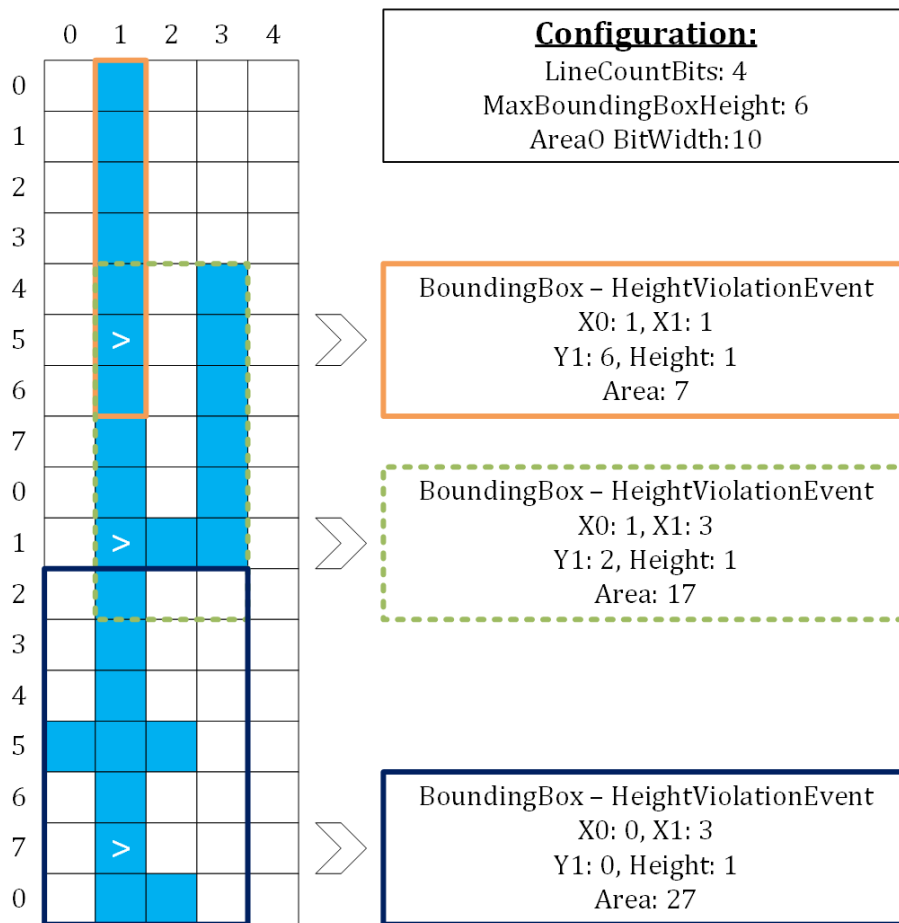 0 1 2 3 4
0
1
2
3
4
5 >
6
7
0
1 >
2
3
4
5
6
7 >
0
Configuration:
LineCountBits: 4
MaxBoundingBoxHeight: 6
AreaO BitWidth:10
BoundingBox – HeightViolationEvent
X0: 1, X1: 1
Y1: 6, Height: 1
Area: 7
BoundingBox – HeightViolationEvent
X0: 1, X1: 3
Y1: 2, Height: 1
Area: 17
BoundingBox – HeightViolationEvent
X0: 0, X1: 3
Y1: 0, Height: 1
Area: 27